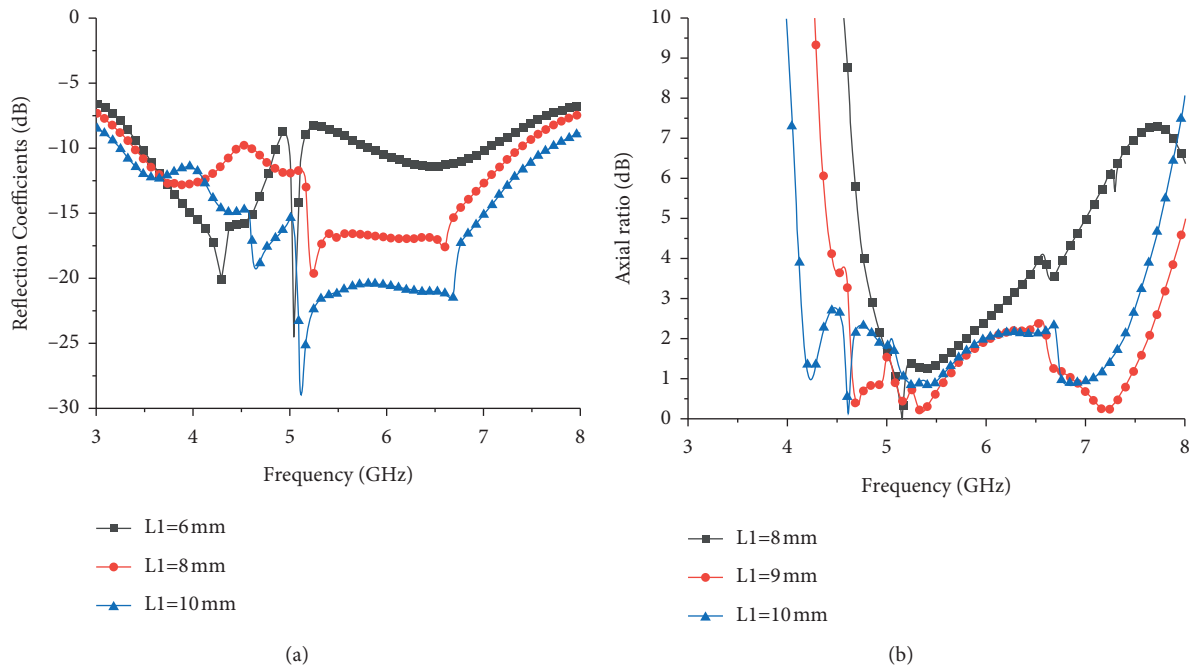 0
−5
−10
−15
−20
−25
−30
Reflection Coefficients (dB)
3 4 5 6 7 8
Frequency (GHz)
L1=6 mm
L1=8 mm
L1=10 mm
(a)
10
9
8
7
6
5
4
3
2
1
0
Axial ratio (dB)
3 4 5 6 7 8
Frequency (GHz)
L1=8 mm
L1=9 mm
L1=10 mm
(b)